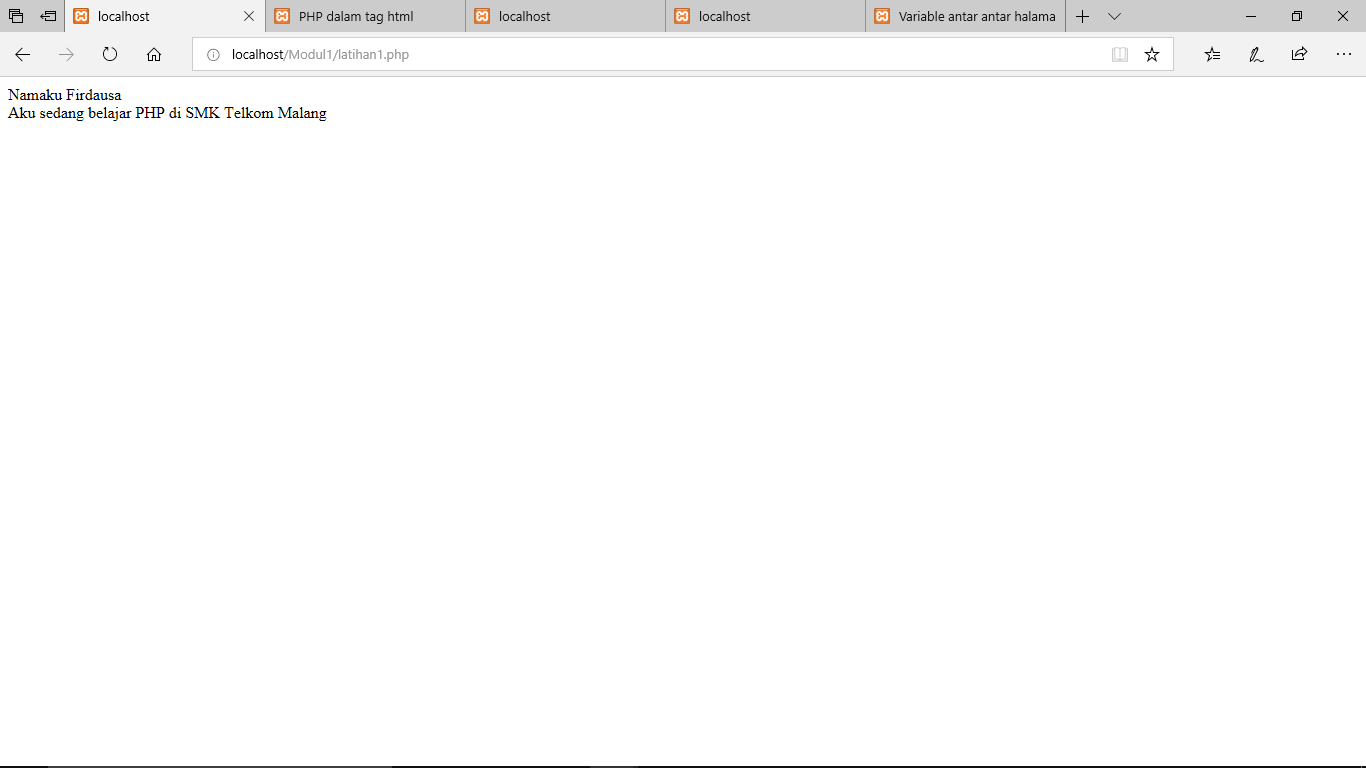 localhost
PHP dalam tag html
localhost
localhost
Variable antar antar halama
localhost/Modul1/latihan1.php
Namaku Firdausa
Aku sedang belajar PHP di SMK Telkom Malang